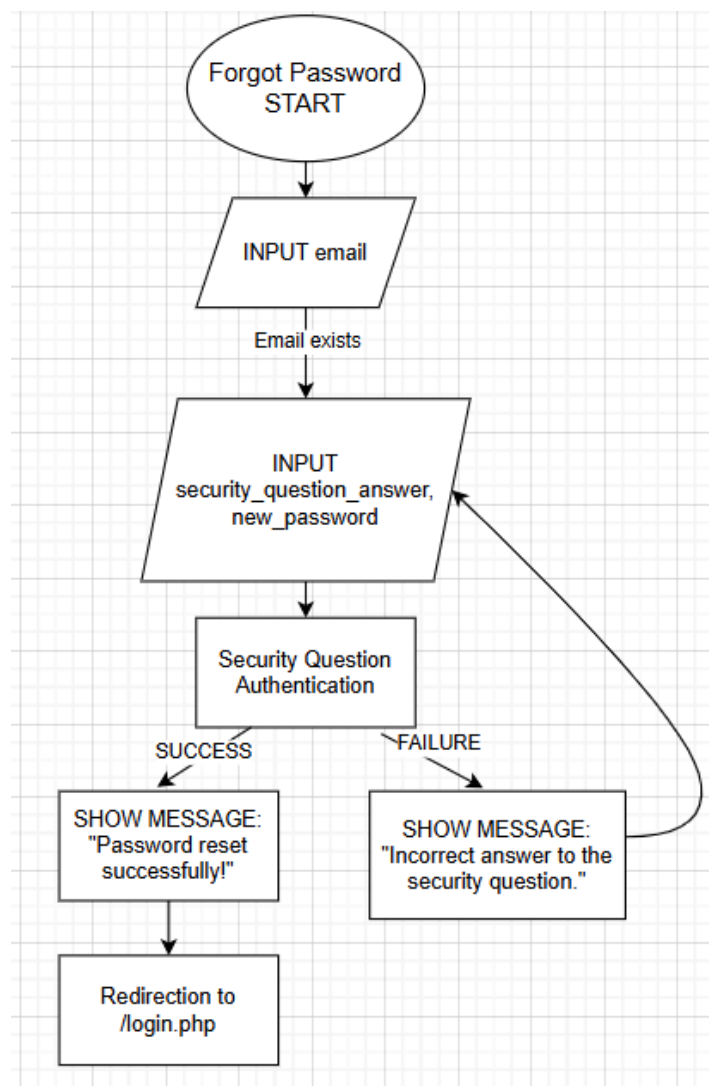 Forgot Password
START
INPUT email
Email exists
INPUT
security_question_answer,
new_password
Security Question
Authentication
SUCCESS
FAILURE
SHOW MESSAGE:
"Password reset
successfully!"
SHOW MESSAGE:
"Incorrect answer to the
security question."
Redirection to
/login.php